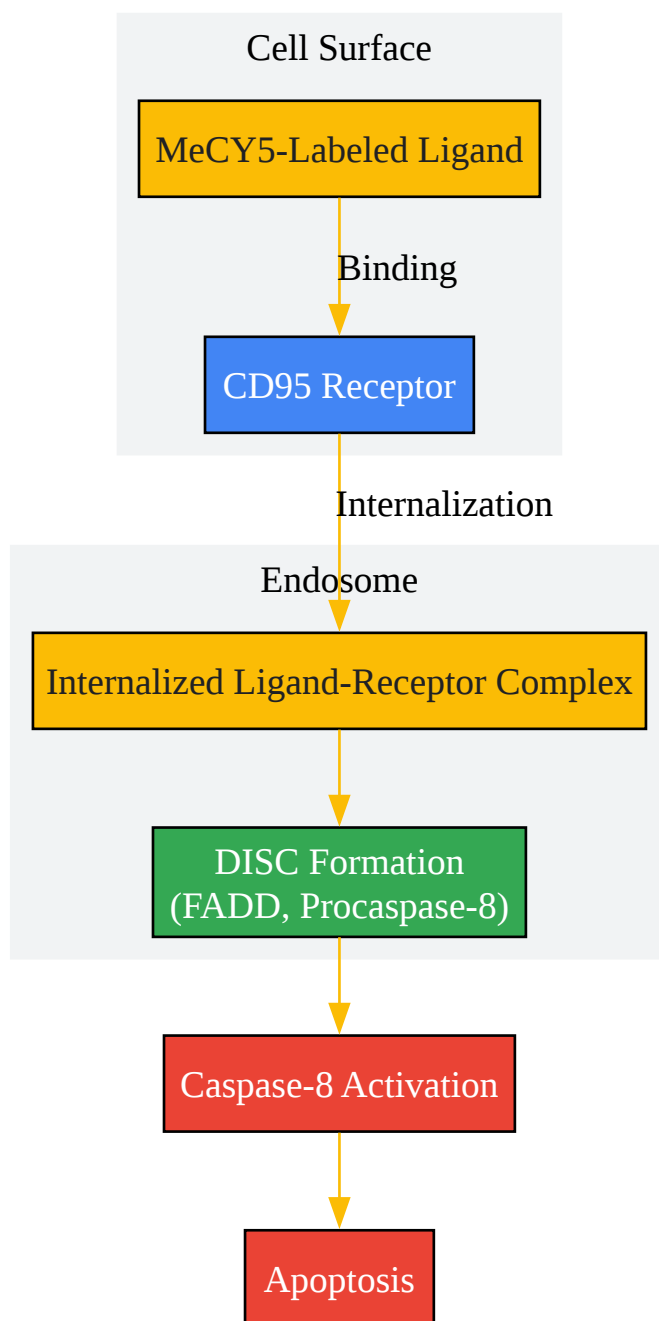 Cell Surface
MeCY5-Labeled Ligand
Binding
CD95 Receptor
Internalization
Endosome
Internalized Ligand-Receptor Complex
DISC Formation
(FADD, Procaspase-8)
Caspase-8 Activation
Apoptosis